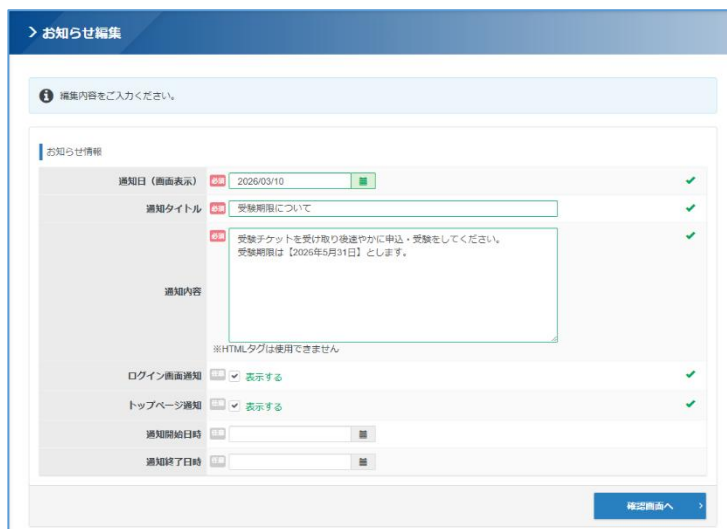 お知らせ編集
編集内容をご入力ください。
お知らせ情報
通知日（画面表示） 必須 2026/03/10
通知タイトル 必須 受験期限について
通知内容 必須 受験チケットを受け取り後速やかに申込・受験をしてください。
受験期限は【2026年5月31日】とします。
※HTMLタグは使用できません
ログイン画面通知 任意 表示する
トップページ通知 任意 表示する
通知開始日時 任意
通知終了日時 任意
確認画面へ